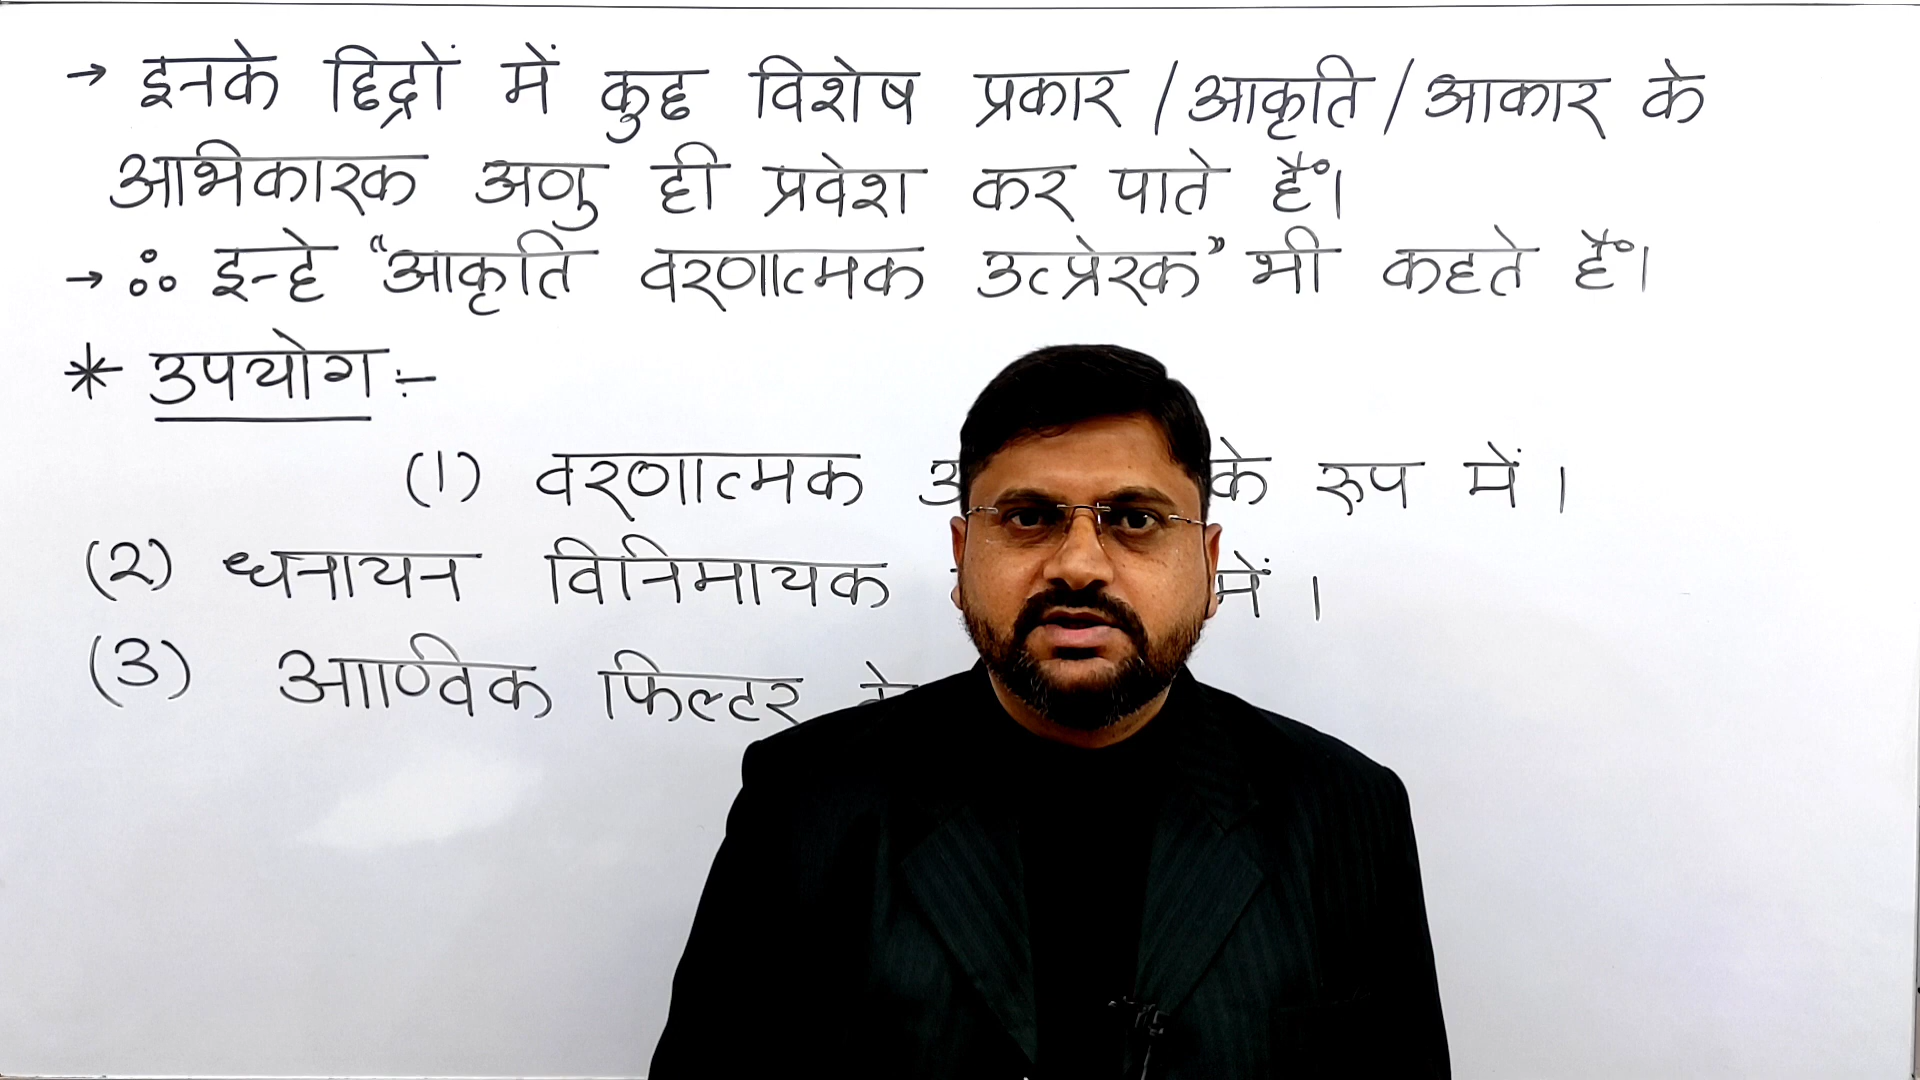 → इनके छिद्रों में कुछ विशेष प्रकार / आकृति / आकार के
अभिकारक अणु ही प्रवेश कर पाते हैं।
→ ∴ इन्हे “आकृति वरणात्मक उत्प्रेरक” भी कहते हैं।
* उपयोग :-
(1) वरणात्मक के रूप में ।
(2) धनायन विनिमायक में ।
(3) आण्विक फिल्टर के